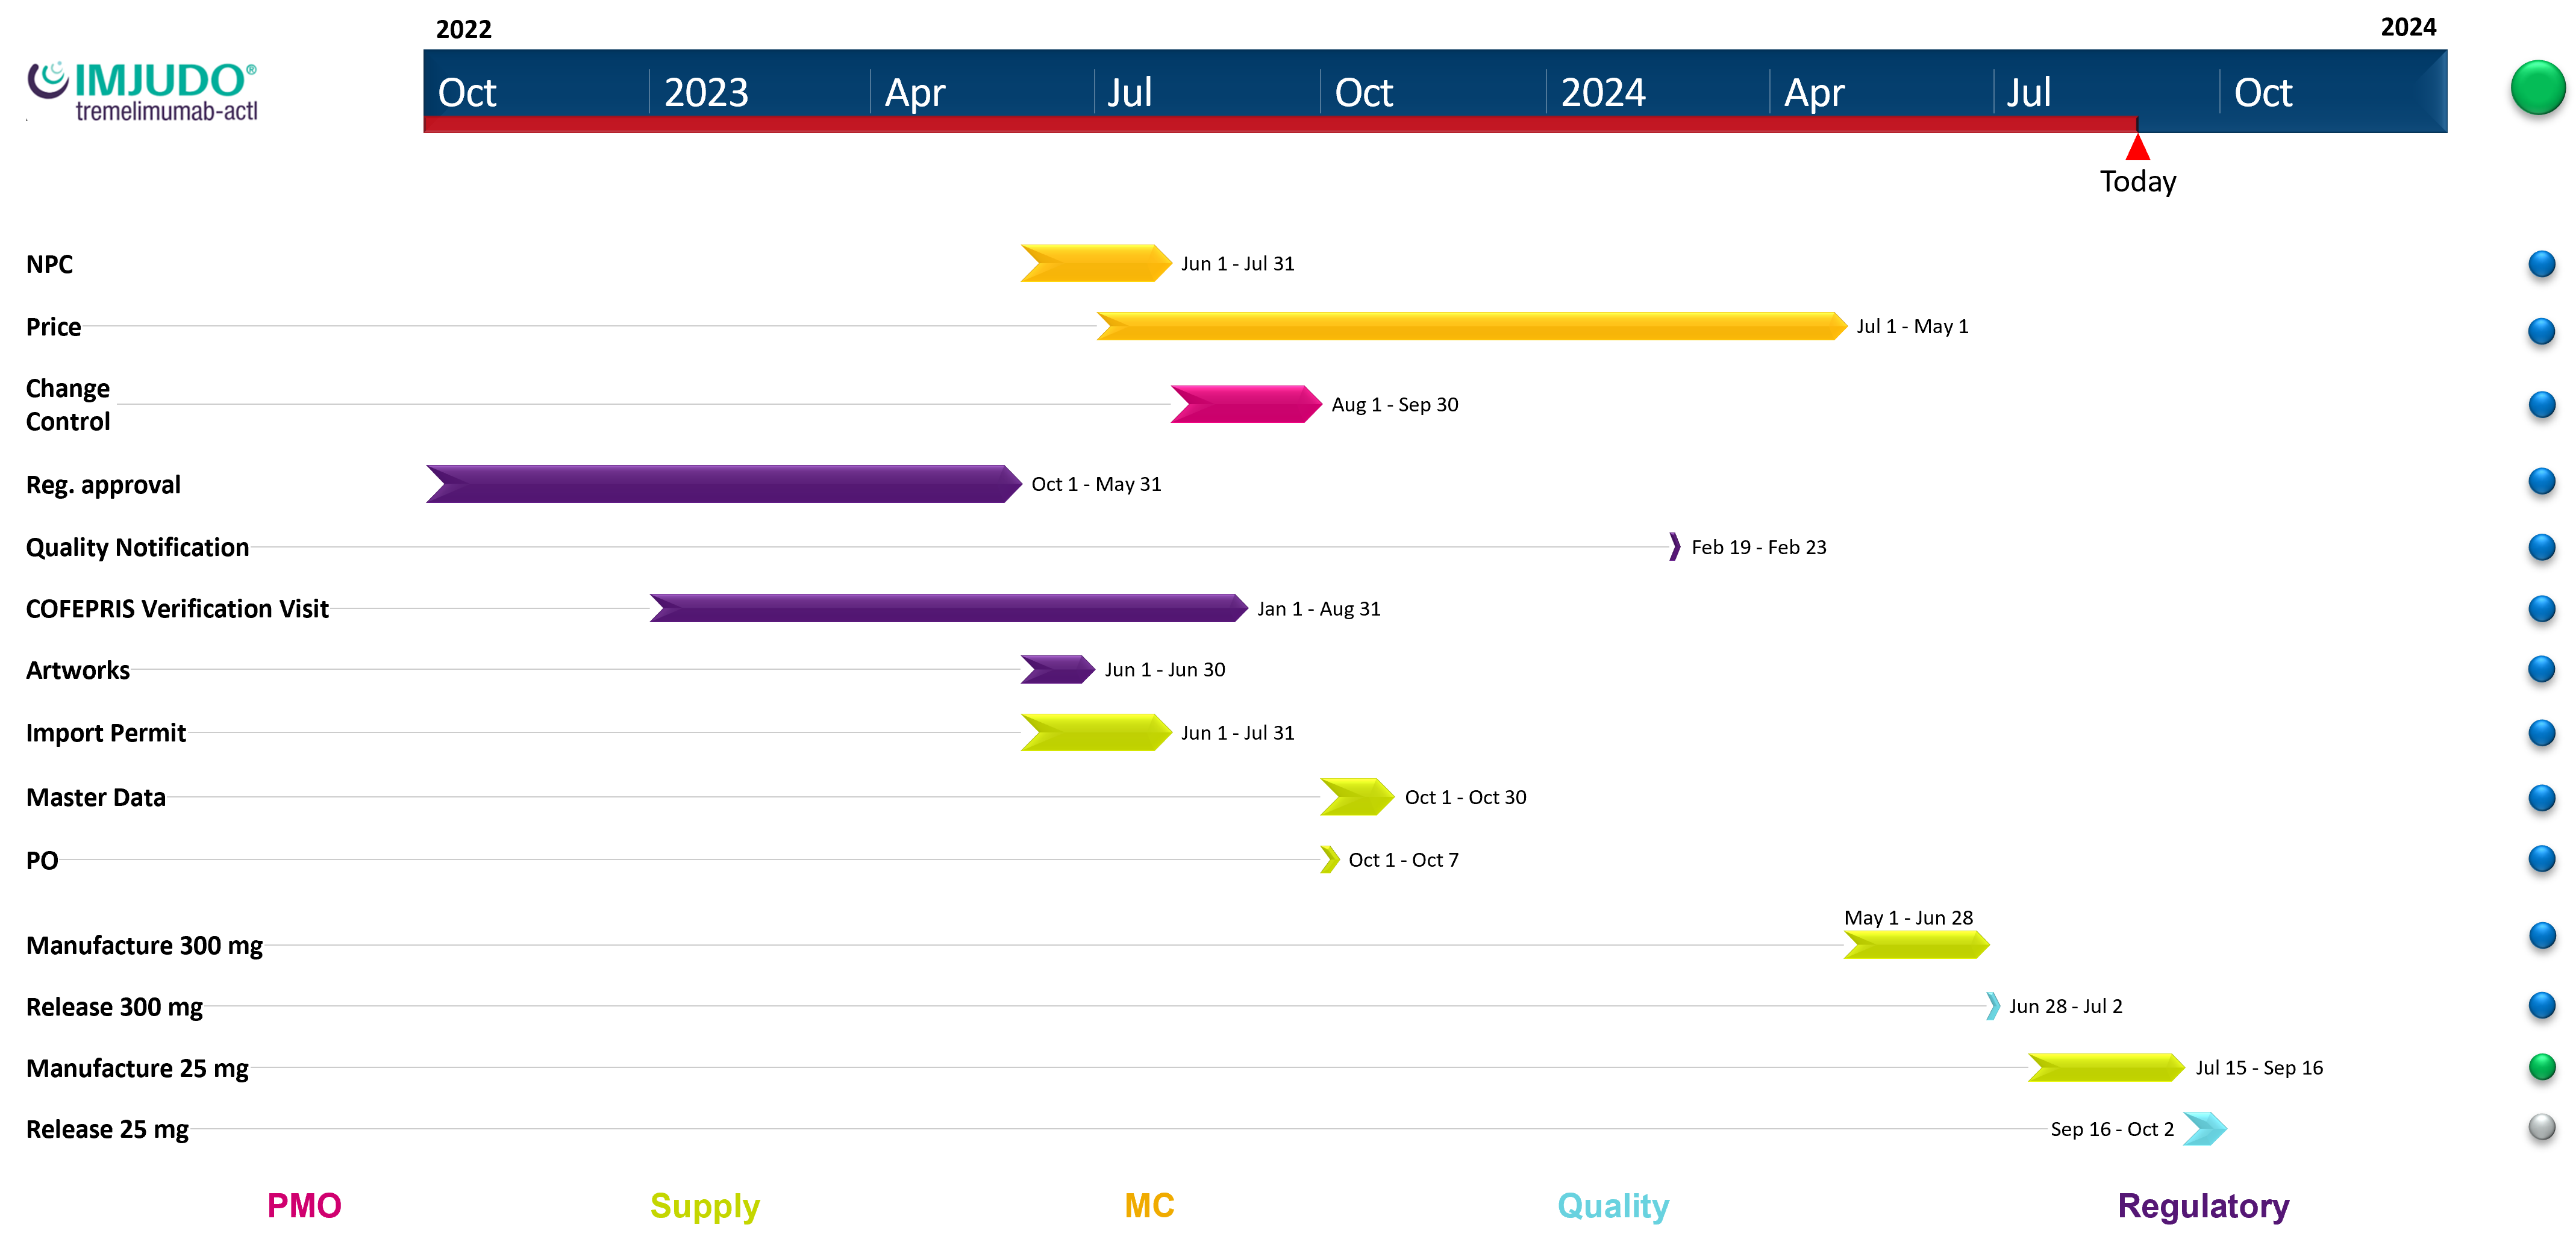 2022
2024
IMJUDO®
tremelimumab-actl
Oct 2023 Apr Jul Oct 2024 Apr Jul Oct
Today
NPC
Jun 1 - Jul 31
Price
Jul 1 - May 1
Change
Control
Aug 1 - Sep 30
Reg. approval
Oct 1 - May 31
Quality Notification
Feb 19 - Feb 23
COFEPRIS Verification Visit
Jan 1 - Aug 31
Artworks
Jun 1 - Jun 30
Import Permit
Jun 1 - Jul 31
Master Data
Oct 1 - Oct 30
PO
Oct 1 - Oct 7
May 1 - Jun 28
Manufacture 300 mg
Release 300 mg
Jun 28 - Jul 2
Manufacture 25 mg
Jul 15 - Sep 16
Release 25 mg
Sep 16 - Oct 2
PMO Supply MC Quality Regulatory